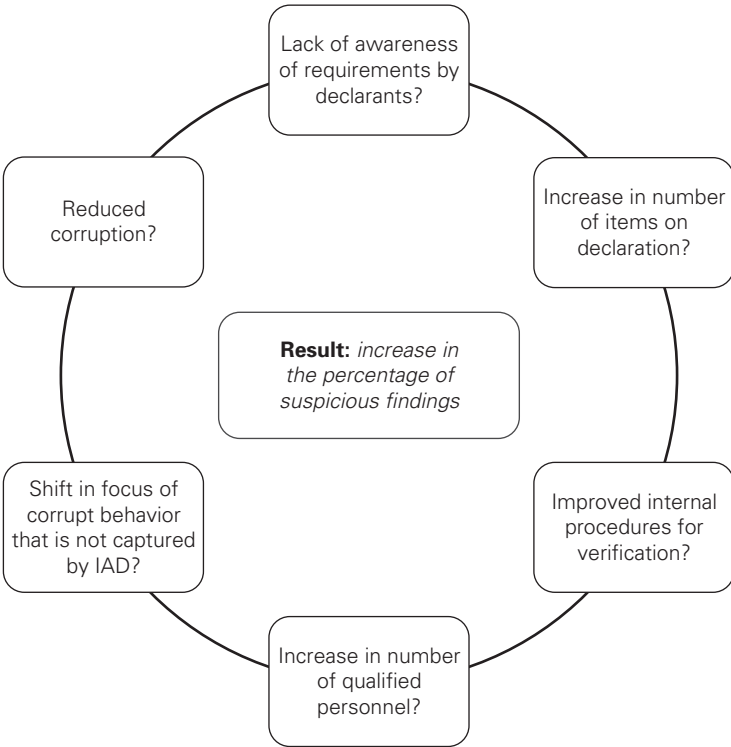 Lack of awareness
of requirements by
declarants?
Increase in number
of items on
declaration?
Improved internal
procedures for
verification?
Increase in number
of qualified
personnel?
Shift in focus of
corrupt behavior
that is not captured
by IAD?
Reduced
corruption?
Result: increase in
the percentage of
suspicious findings